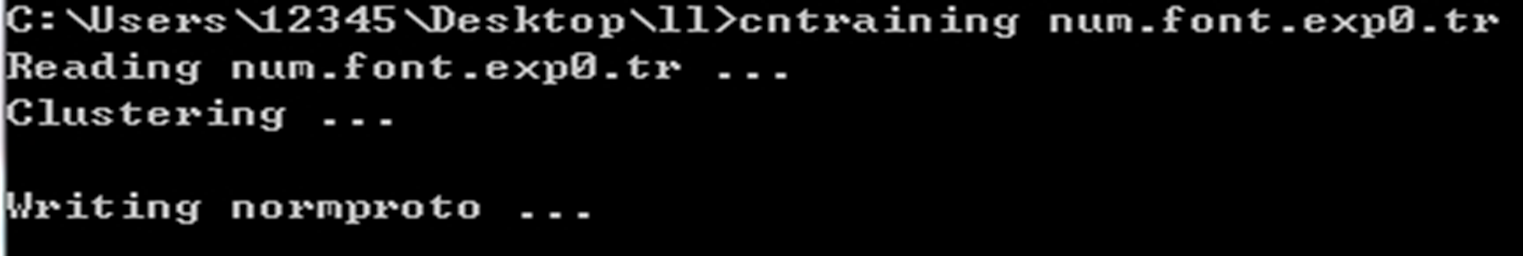 C:\Users\12345\Desktop\ll>cntraining num.font.exp0.tr
Reading num.font.exp0.tr ...
Clustering ...
Writing normproto ...